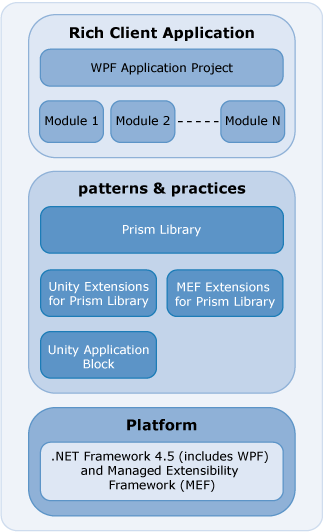 Rich Client Application
WPF Application Project
Module 1
Module 2
Module N
patterns & practices
Prism Library
Unity Extensions
for Prism Library
MEF Extensions
for Prism Library
Unity Application
Block
Platform
.NET Framework 4.5 (includes WPF)
and Managed Extensibility
Framework (MEF)